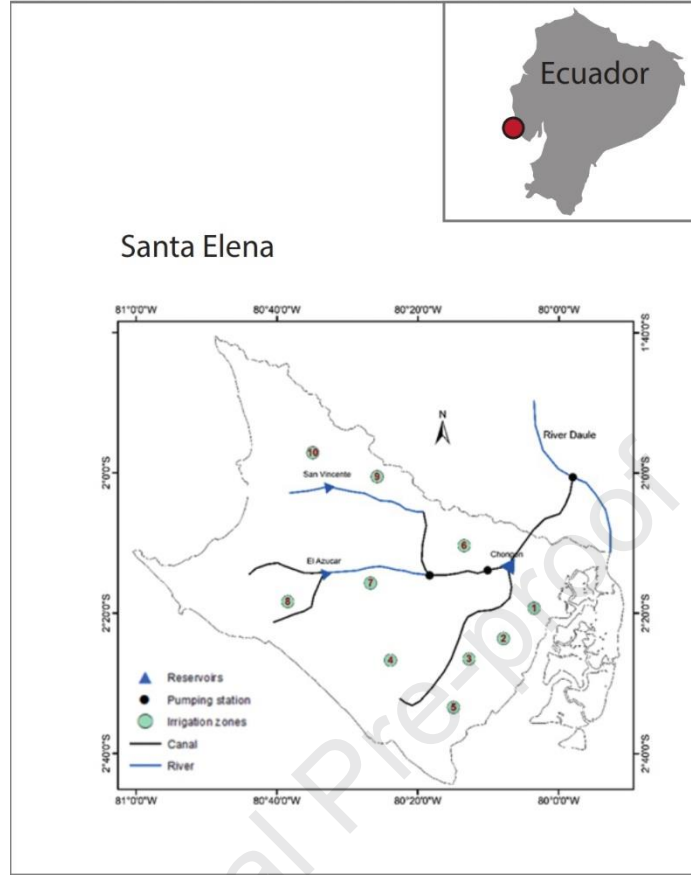 Ecuador
Santa Elena
81°0'0"W 80°40'0"W 80°20'0"W 80°0'0"W
1°40'0"S
N
River Daule
10
San Vincente
9
2°0'0"S 2°0'0"S
6
Chongon
El Azucar
7
8
1
2°20'0"S 2°20'0"S
2
4
3
5
Reservoirs
Pumping station
Irrigation zones
Canal
River
2°40'0"S 2°40'0"S
81°0'0"W 80°40'0"W 80°20'0"W 80°0'0"W
al Pre-proof